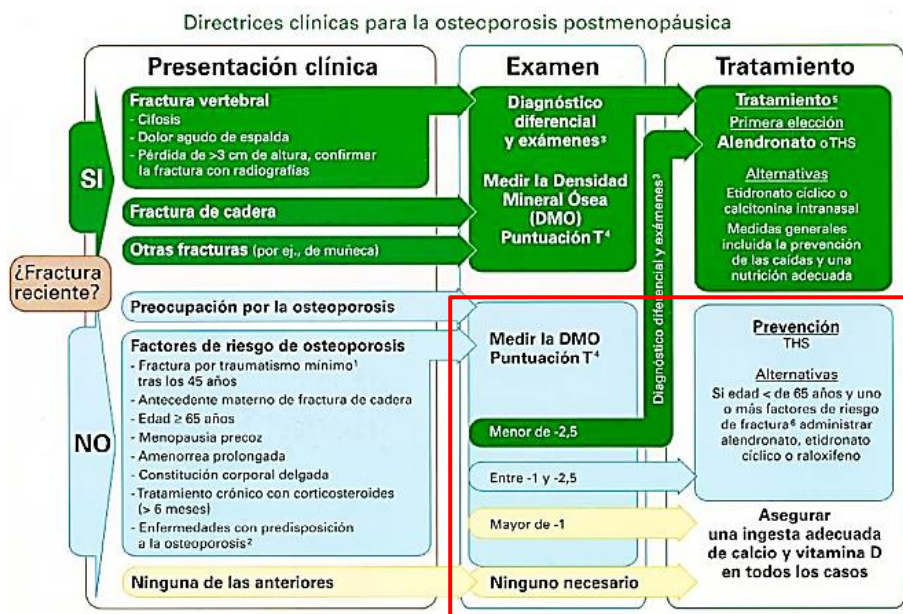 Directrices clínicas para la osteoporosis postmenopáusica
Presentación clínica
Examen
Tratamiento
¿Fractura
reciente?
SI
Fractura vertebral
- Cifosis
- Dolor agudo de espalda
- Pérdida de >3 cm de altura, confirmar
la fractura con radiografías
Fractura de cadera
Otras fracturas (por ej., de muñeca)
Diagnóstico
diferencial
y exámenes³
Medir la Densidad
Mineral Ósea
(DMO)
Puntuación T⁴
Diagnóstico diferencial y exámenes³
Tratamiento⁵
Primera elección
Alendronato o THS
Alternativas
Etidronato cíclico o
calcitonina intranasal
Medidas generales
incluida la prevención
de las caídas y una
nutrición adecuada
NO
Preocupación por la osteoporosis
Factores de riesgo de osteoporosis
- Fractura por traumatismo mínimo¹
tras los 45 años
- Antecedente materno de fractura de cadera
- Edad ≥ 65 años
- Menopausia precoz
- Amenorrea prolongada
- Constitución corporal delgada
- Tratamiento crónico con corticosteroides
(> 6 meses)
- Enfermedades con predisposición
a la osteoporosis²
Ninguna de las anteriores
Medir la DMO
Puntuación T⁴
Menor de -2,5
Entre -1 y -2,5
Mayor de -1
Ninguno necesario
Prevención
THS
Alternativas
Si edad < de 65 años y uno
o más factores de riesgo
de fractura⁶ administrar
alendronato, etidronato
cíclico o raloxifeno
Asegurar
una ingesta adecuada
de calcio y vitamina D
en todos los casos